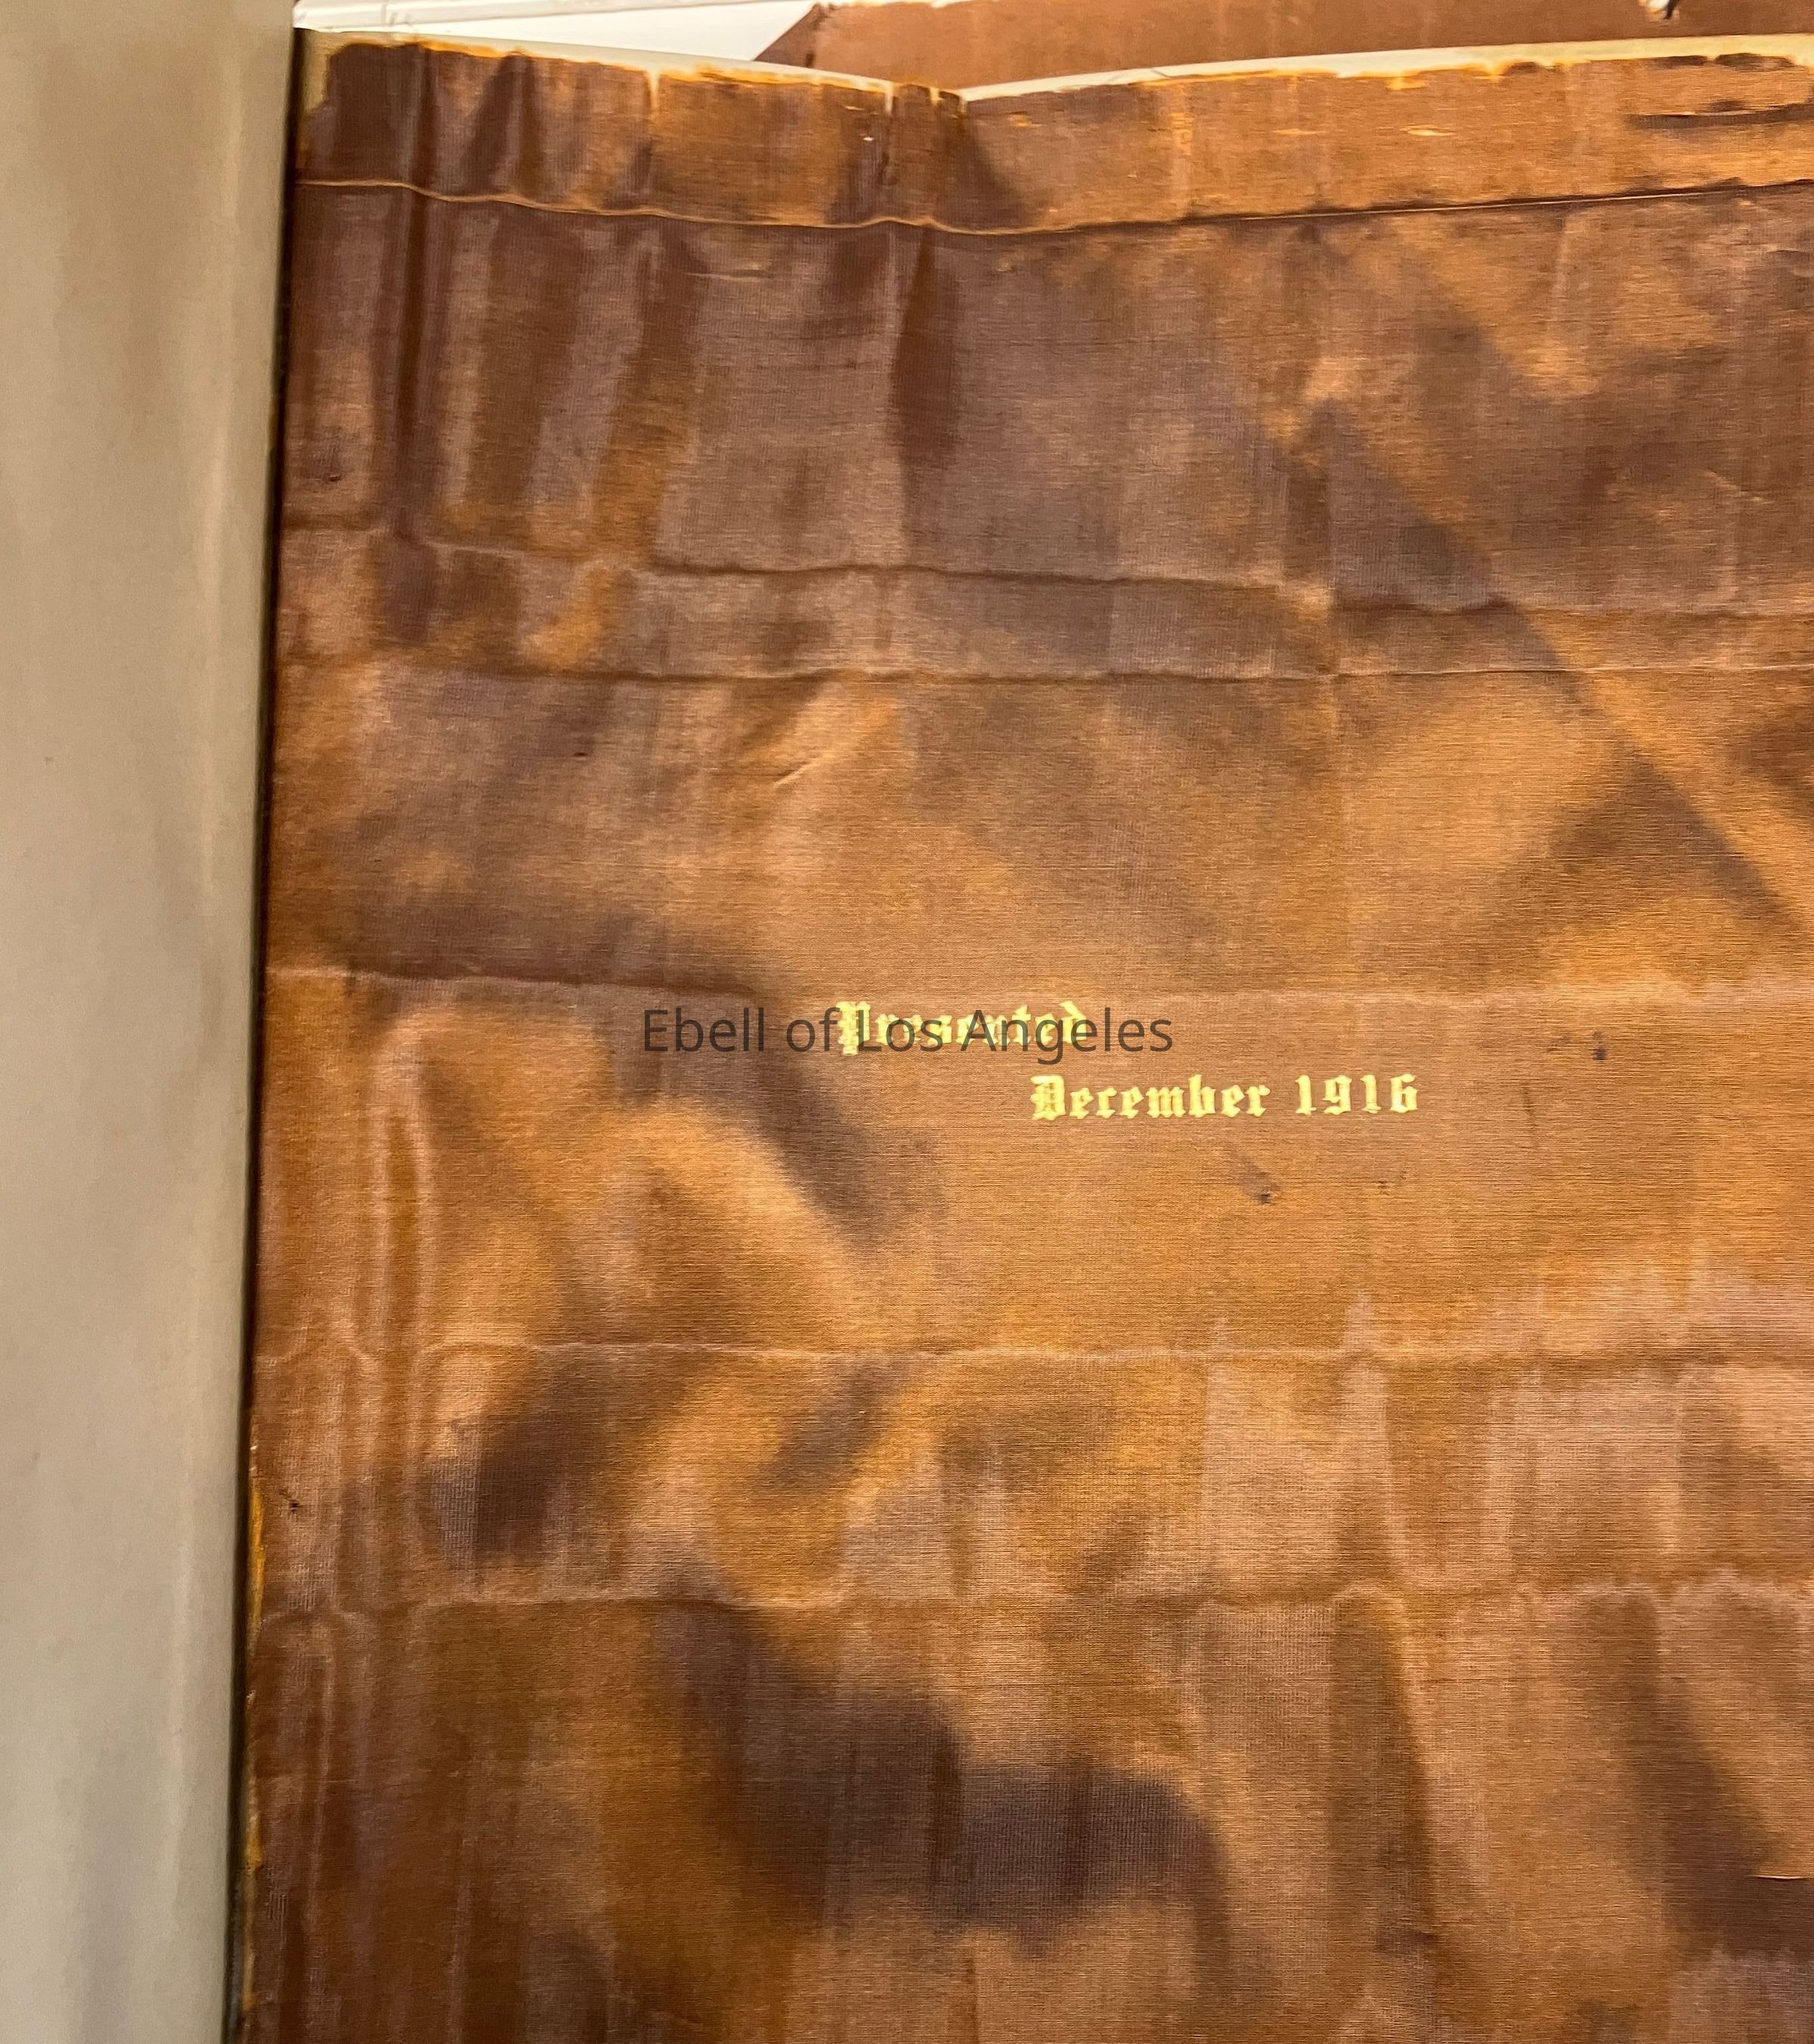 Presented
December 1916
Ebell of Los Angeles